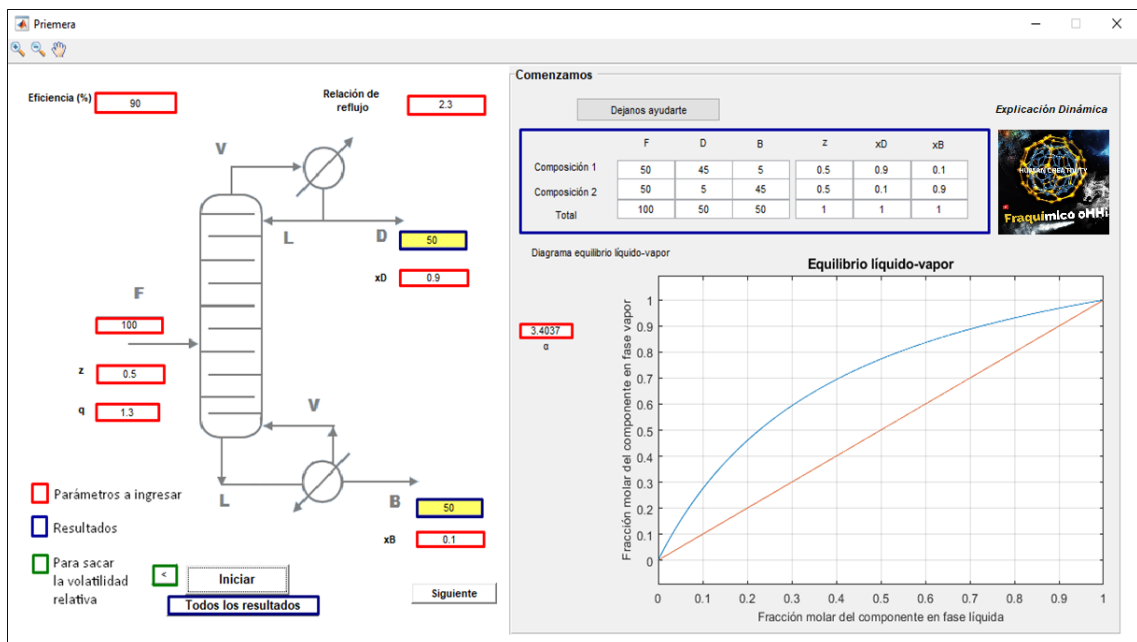 Priemera
Eficiencia (%)
90
Relación de
reflujo
2.3
V
L
D
50
xD
0.9
F
100
z
0.5
q
1.3
V
L
B
50
xB
0.1
Parámetros a ingresar
Resultados
Para sacar
la volatilidad
relativa
<
Iniciar
Todos los resultados
Siguiente
Comenzamos
Dejanos ayudarte
Explicación Dinámica
F D B z xD xB
Composición 1 50 45 5 0.5 0.9 0.1
Composición 2 50 5 45 0.5 0.1 0.9
Total 100 50 50 1 1 1
HUMAN CREATIVITY
Fraquimico oHHi
Diagrama equilibrio líquido-vapor
3.4037
α
Equilibrio líquido-vapor
Fracción molar del componente en fase vapor
1
0.9
0.8
0.7
0.6
0.5
0.4
0.3
0.2
0.1
0
0 0.1 0.2 0.3 0.4 0.5 0.6 0.7 0.8 0.9 1
Fracción molar del componente en fase líquida